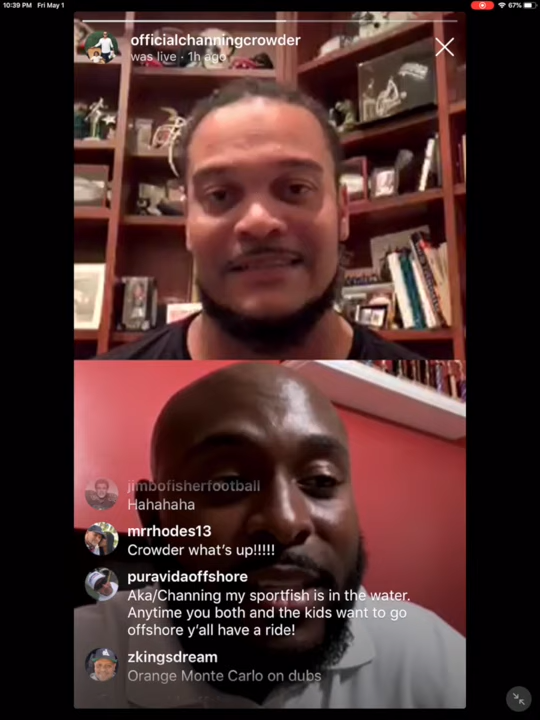 10:39 PM Fri May 1
67%
officialchanningcrowder
was live · 1h ago
jimbofisherfootball
Hahahaha
mrrhodes13
Crowder what's up!!!!!
puravidaoffshore
Aka/Channing my sportfish is in the water.
Anytime you both and the kids want to go
offshore y'all have a ride!
zkingsdream
Orange Monte Carlo on dubs